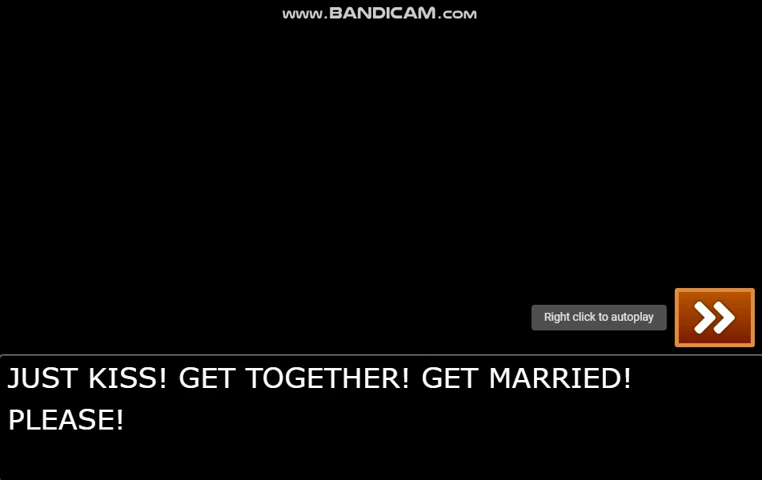 www.BANDICAM.com
Right click to autoplay
JUST KISS! GET TOGETHER! GET MARRIED!
PLEASE!